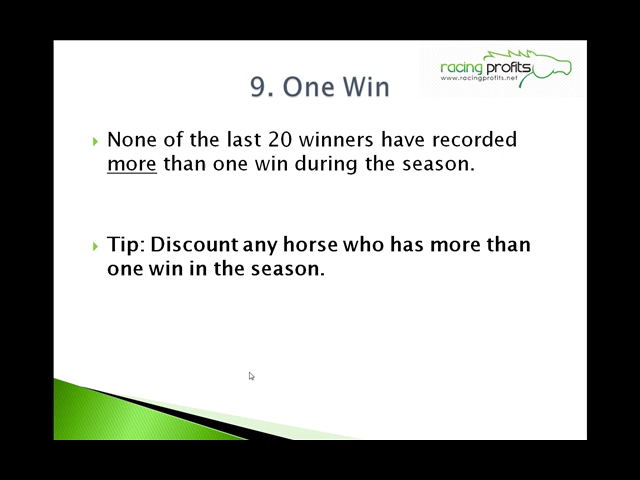 racing profits
www.racingprofits.net
9. One Win
None of the last 20 winners have recorded
more than one win during the season.
Tip: Discount any horse who has more than
one win in the season.